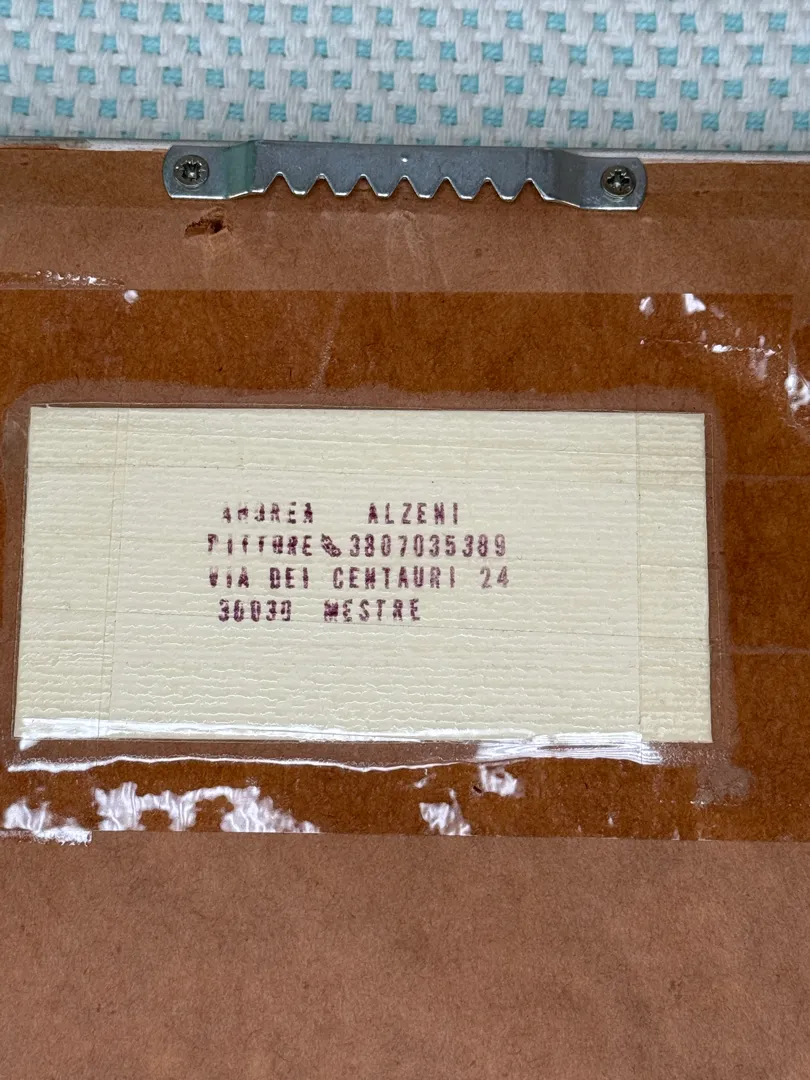 ANDREA ALZENI
PITTORE 3807035389
VIA DEI CENTAURI 24
30030 MESTRE